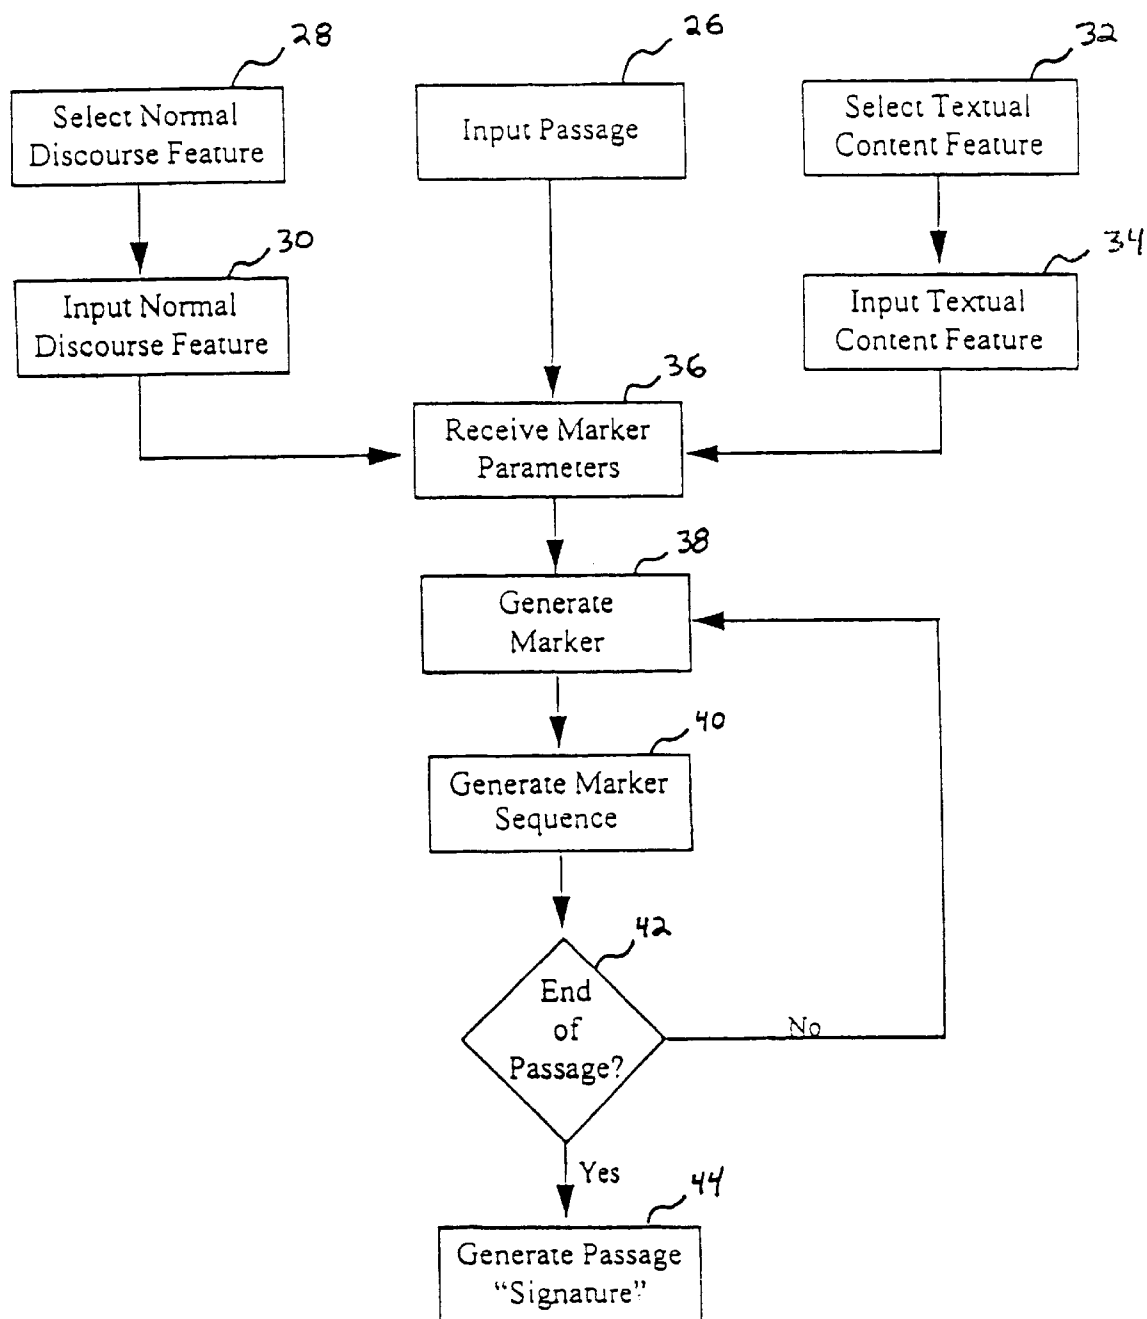 28
26
32
Select Normal
Discourse Feature
Input Passage
Select Textual
Content Feature
30
34
Input Normal
Discourse Feature
Input Textual
Content Feature
36
Receive Marker
Parameters
38
Generate
Marker
40
Generate Marker
Sequence
42
End
of
Passage?
No
Yes
44
Generate Passage
“Signature”